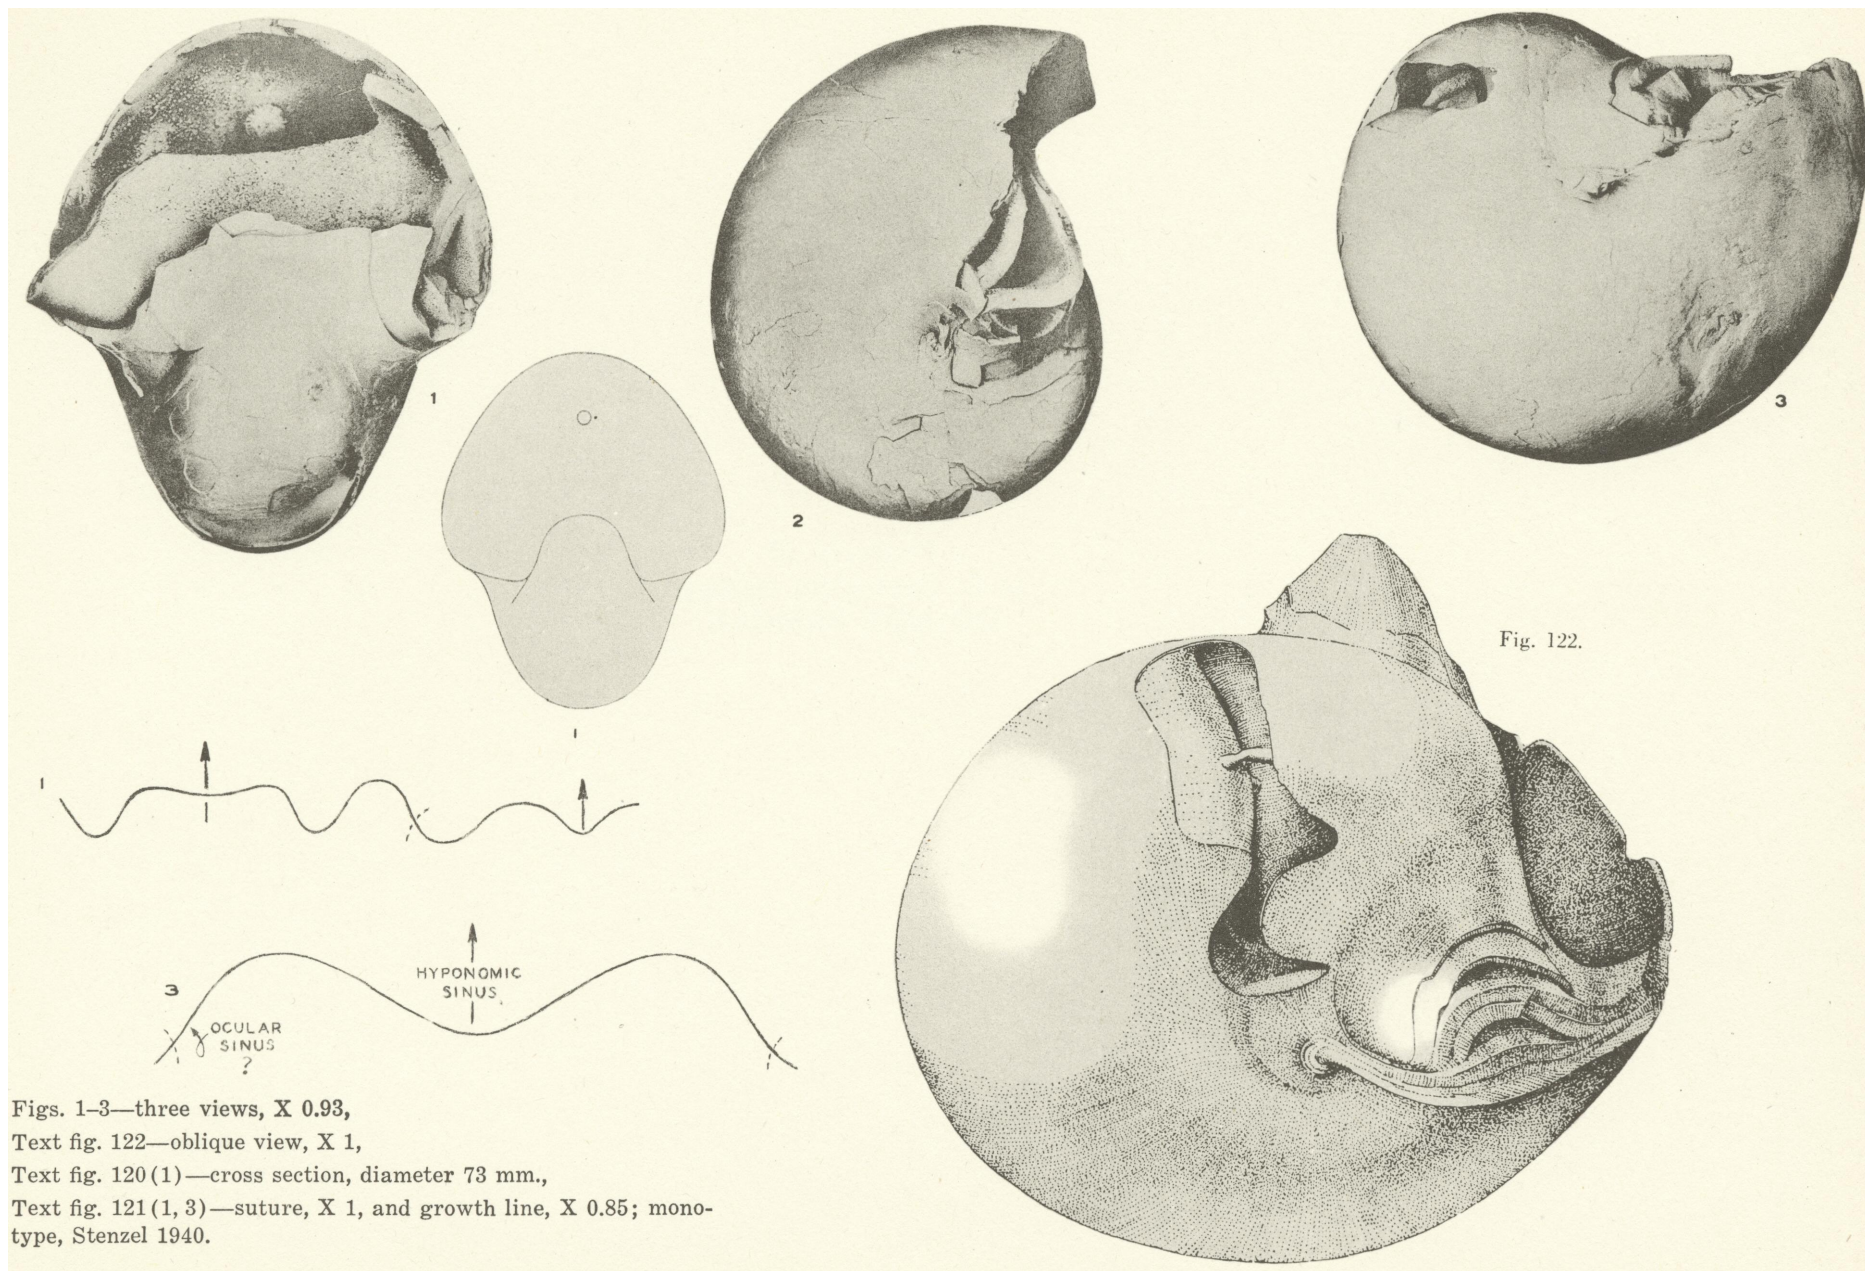 1
2
3
1
Fig. 122.
1
3
HYPONOMIC
SINUS
OCULAR
SINUS
?
Figs. 1–3—three views, X 0.93,
Text fig. 122—oblique view, X 1,
Text fig. 120(1)—cross section, diameter 73 mm.,
Text fig. 121(1, 3)—suture, X 1, and growth line, X 0.85; mono-
type, Stenzel 1940.